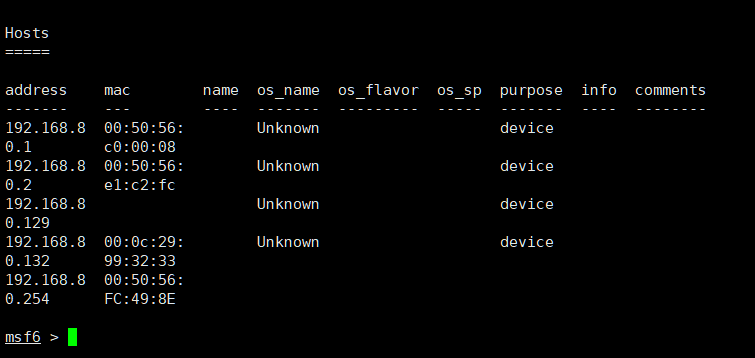 Hosts
=====
address    mac        name  os_name  os_flavor  os_sp  purpose  info  comments
-------    ---        ----  -------  ---------  -----  -------  ----  --------
192.168.8  00:50:56:        Unknown                    device
0.1        c0:00:08
192.168.8  00:50:56:        Unknown                    device
0.2        e1:c2:fc
192.168.8                   Unknown                    device
0.129
192.168.8  00:0c:29:        Unknown                    device
0.132      99:32:33
192.168.8  00:50:56:
0.254      FC:49:8E
msf6 >